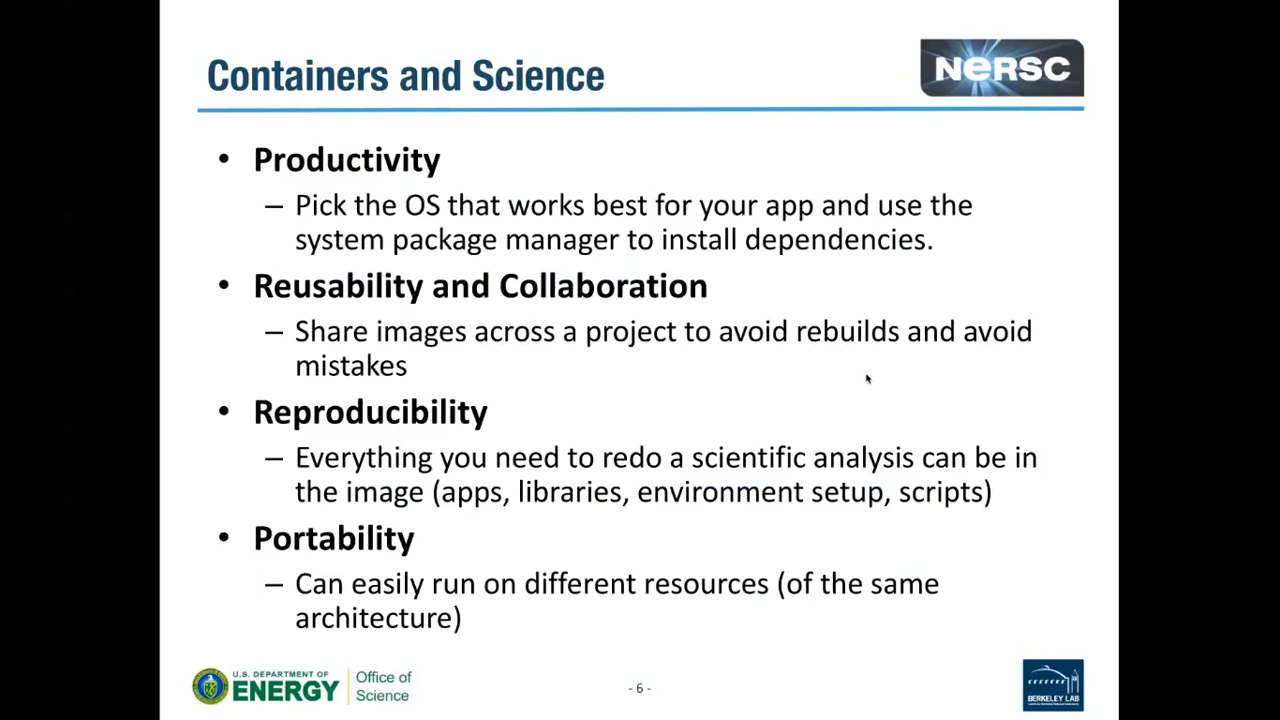 Containers and Science
NERSC
• Productivity
– Pick the OS that works best for your app and use the
system package manager to install dependencies.
• Reusability and Collaboration
– Share images across a project to avoid rebuilds and avoid
mistakes
• Reproducibility
– Everything you need to redo a scientific analysis can be in
the image (apps, libraries, environment setup, scripts)
• Portability
– Can easily run on different resources (of the same
architecture)
U.S. DEPARTMENT OF
ENERGY
Office of
Science
- 6 -
BERKELEY LAB